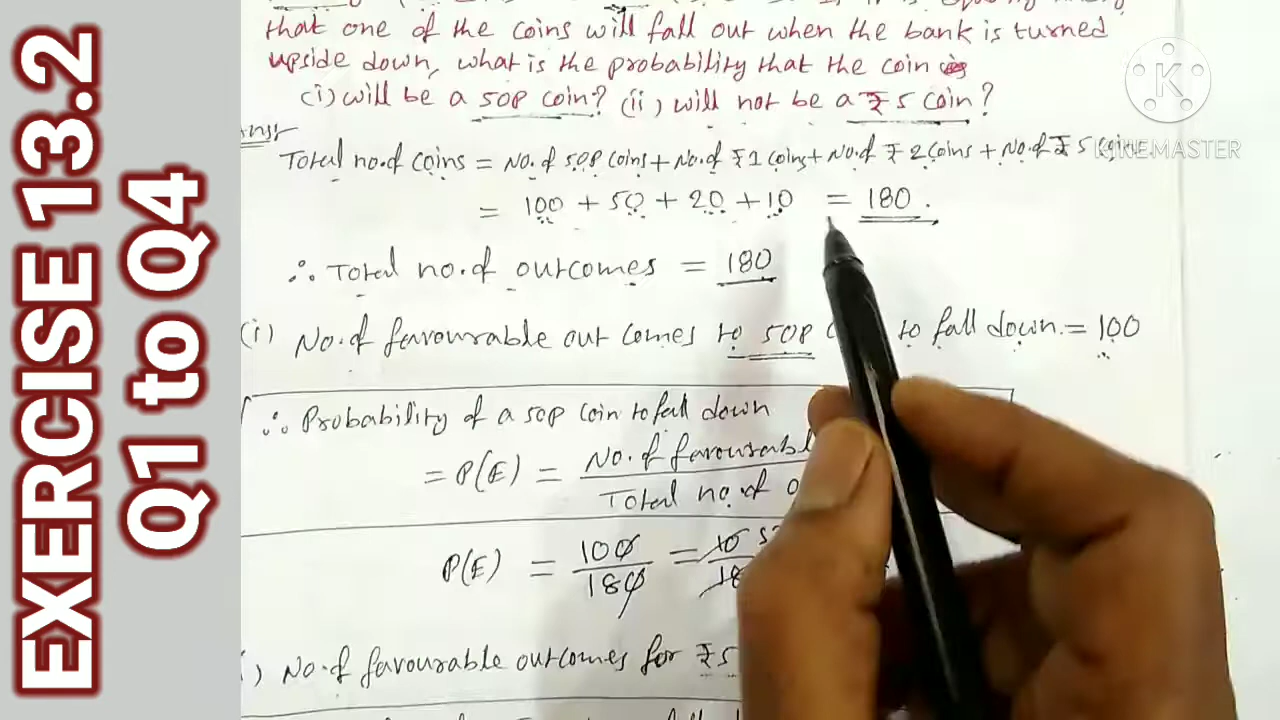 EXERCISE 13.2
Q1 to Q4
that one of the coins will fall out when the bank is turned
upside down, what is the probability that the coin
(i) will be a 50P coin? (ii) will not be a ₹5 coin?
Total no.of coins = No.of 50P coins + No.of ₹1 coins + No.of ₹2 coins + No.of ₹5
= 100 + 50 + 20 + 10 = 180.
K
KINEMASTER
∴ Total no.of outcomes = 180
(i) No.of favourable out comes to 50P to fall down. = 100
∴ Probability of a 50P coin to fall down
= P(E) = No.of favourabl
Total no.of
P(E) = 100/180 = 10 5
18
) No.of favourable outcomes for ₹5